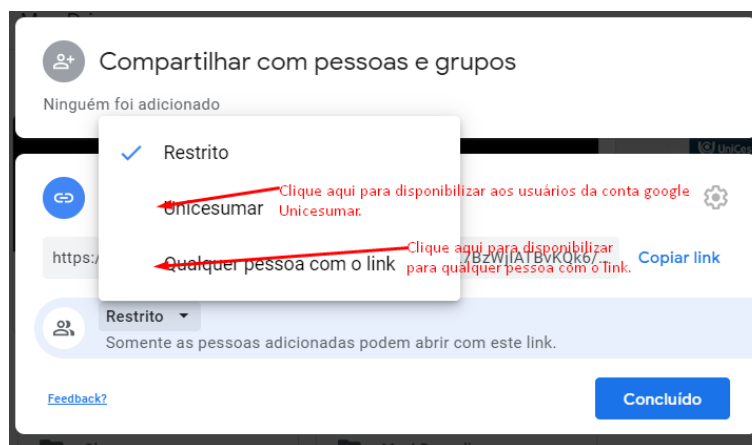 Compartilhar com pessoas e grupos
Ninguém foi adicionado
Restrito
Clique aqui para disponibilizar aos usuários da conta google
Unicesumar
Unicesumar.
Clique aqui para disponibilizar
Qualquer pessoa com o link
para qualquer pessoa com o link.
https:/
Copiar link
Restrito
Somente as pessoas adicionadas podem abrir com este link.
Feedback?
Concluído